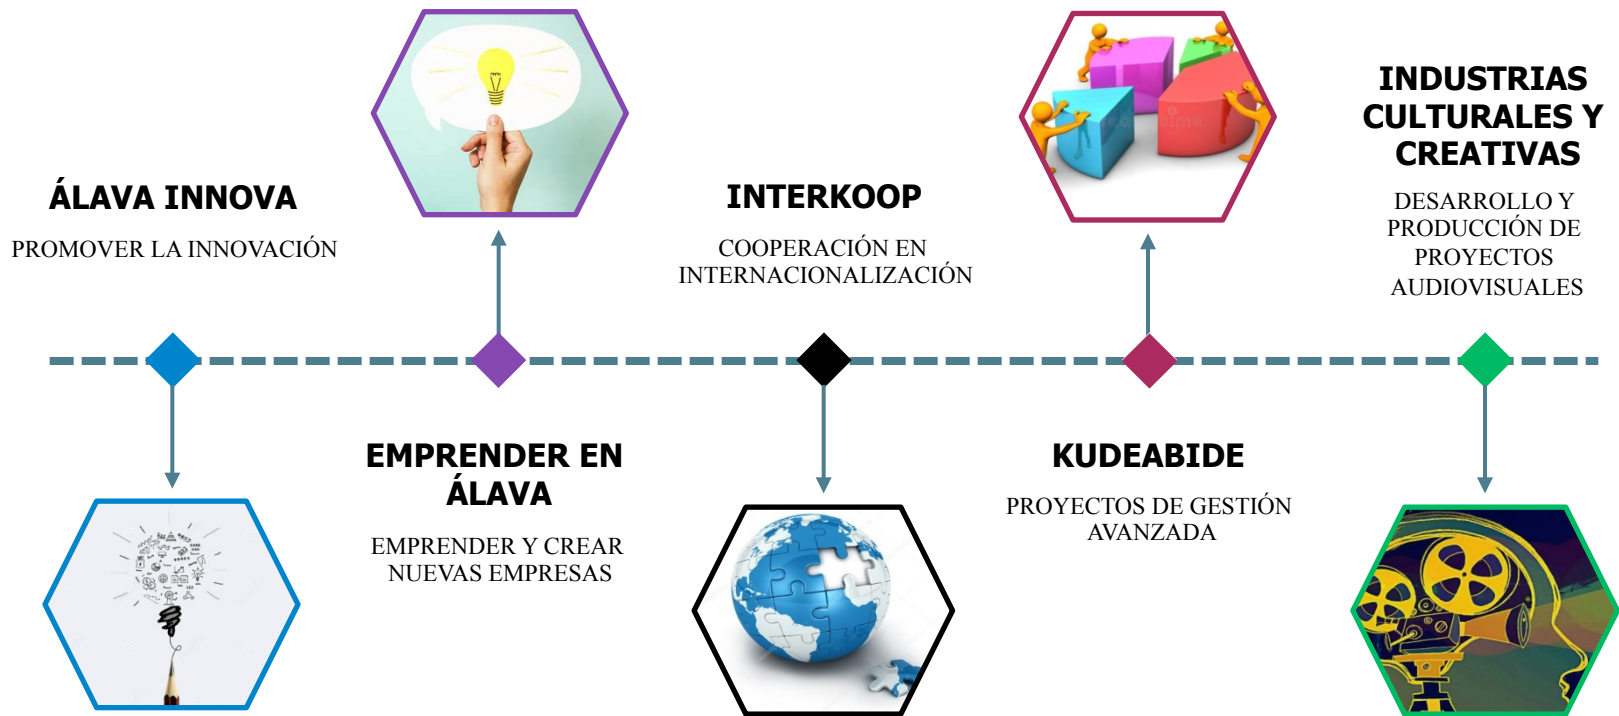 ÁLAVA INNOVA
PROMOVER LA INNOVACIÓN
EMPRENDER EN
ÁLAVA
EMPRENDER Y CREAR
NUEVAS EMPRESAS
INTERKOOP
COOPERACIÓN EN
INTERNACIONALIZACIÓN
KUDEABIDE
PROYECTOS DE GESTIÓN
AVANZADA
INDUSTRIAS
CULTURALES Y
CREATIVAS
DESARROLLO Y
PRODUCCIÓN DE
PROYECTOS
AUDIOVISUALES